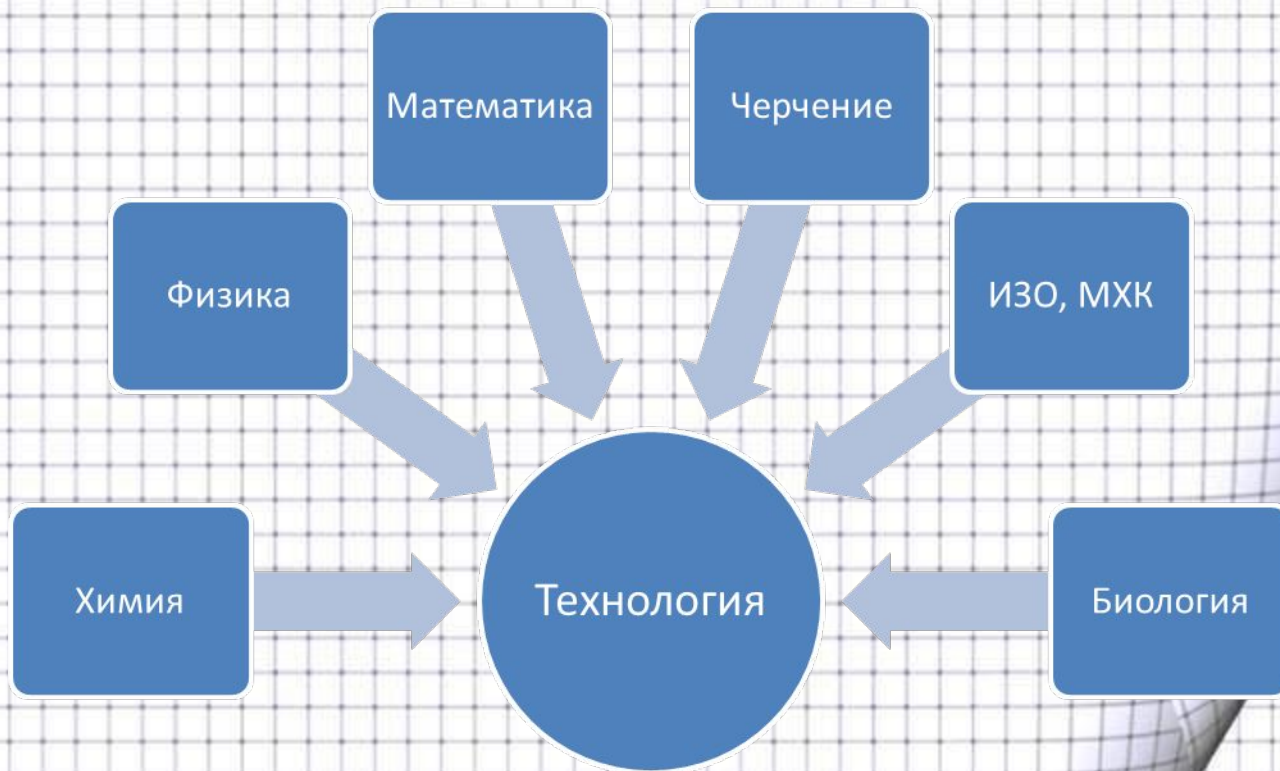 Математика
Черчение
Физика
ИЗО, МХК
Химия
Технология
Биология